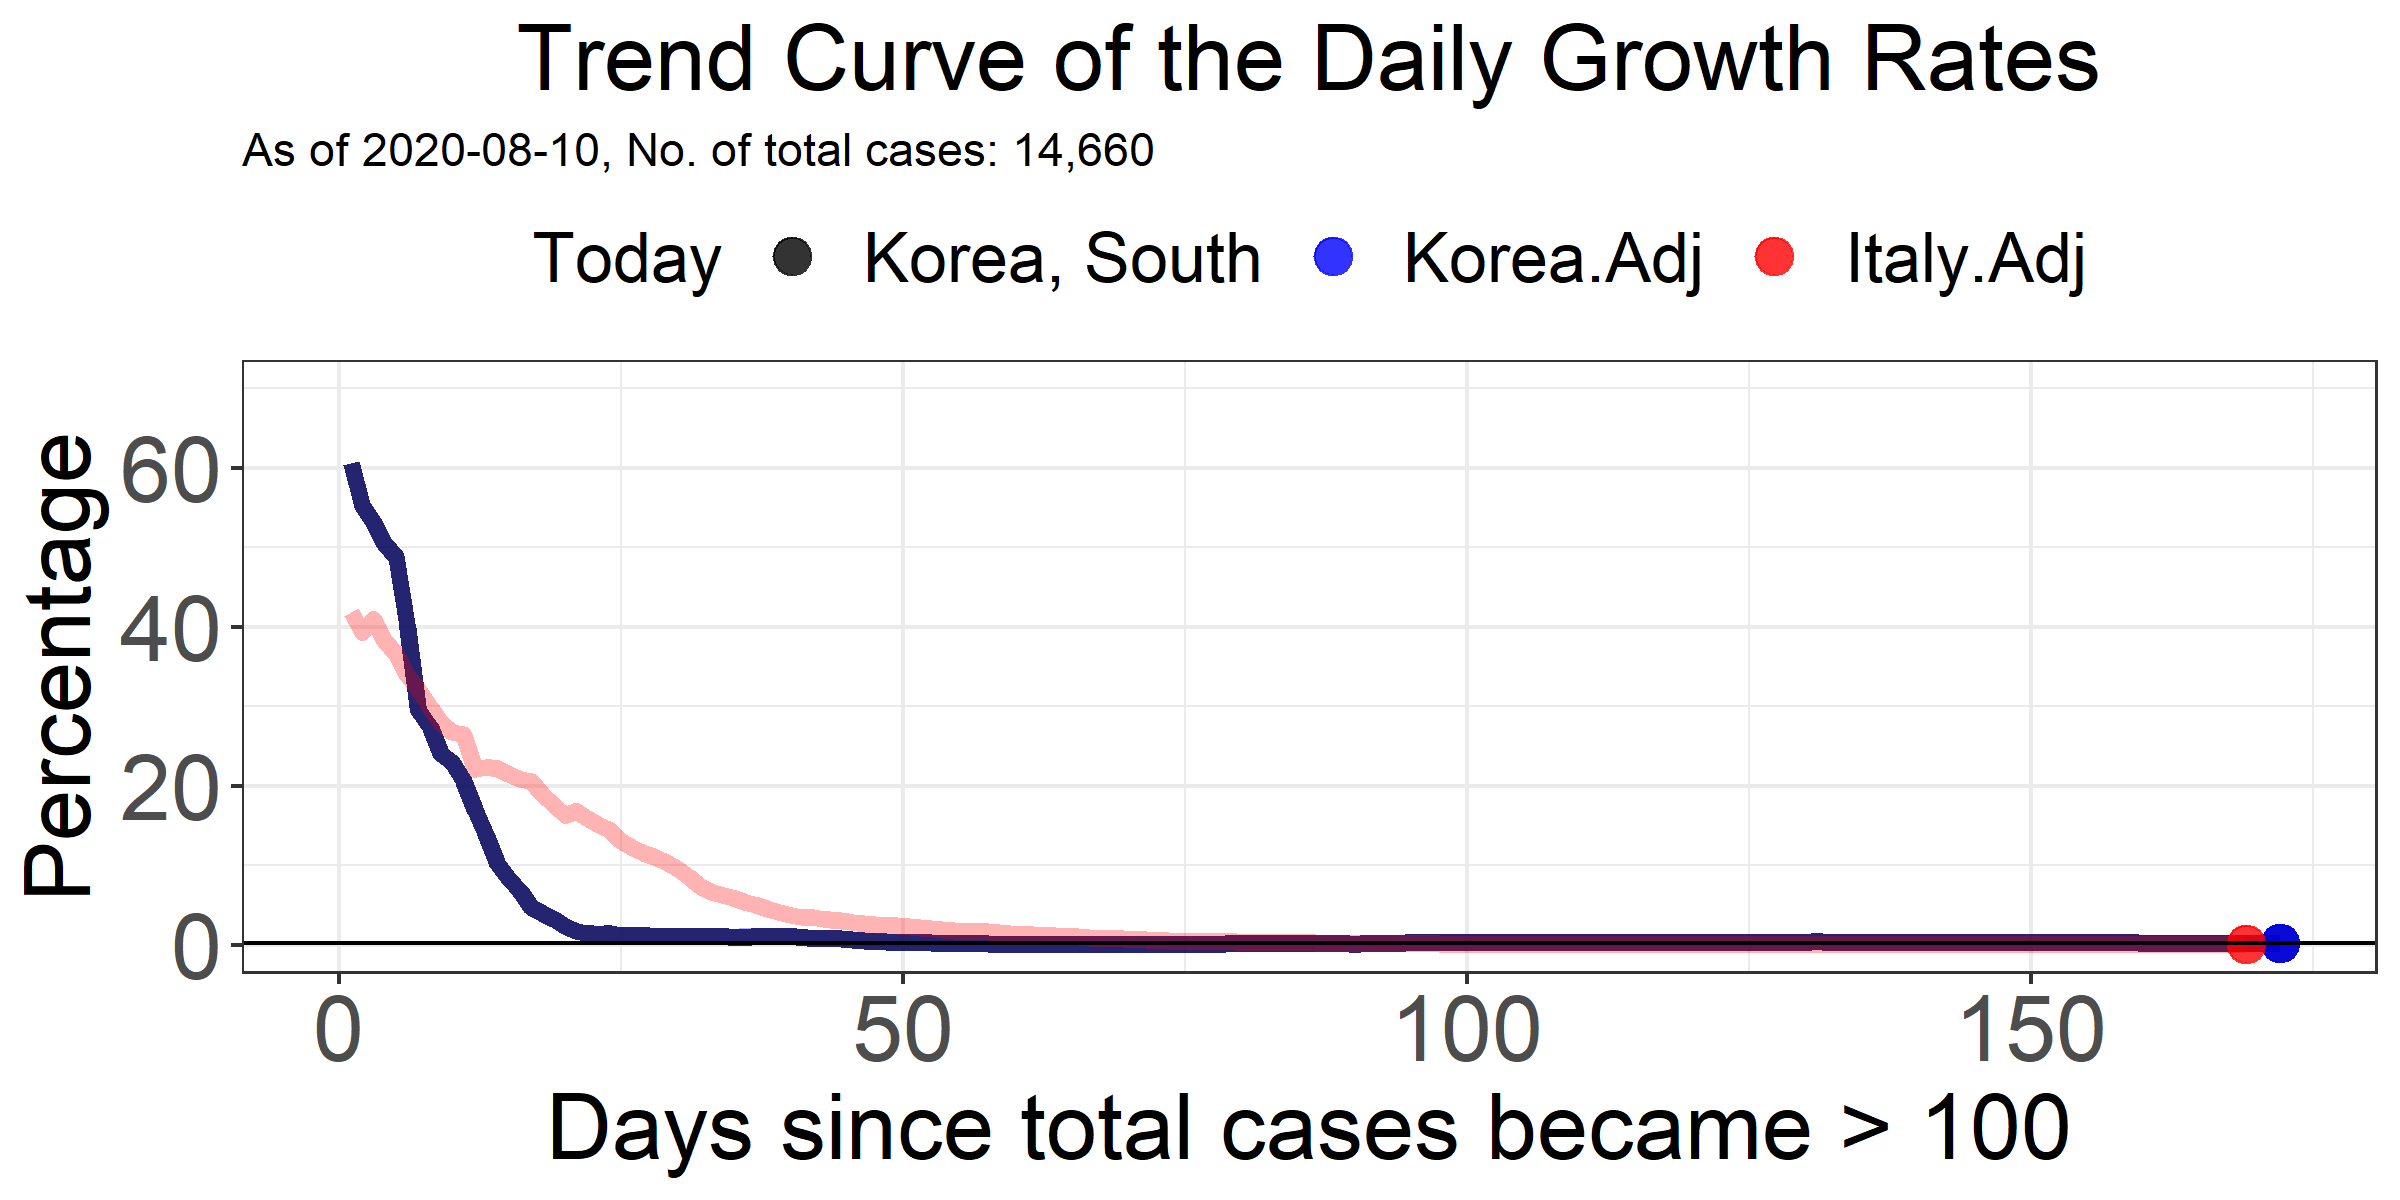 Trend Curve of the Daily Growth Rates
As of 2020-08-10, No. of total cases: 14,660
Today Korea, South Korea.Adj Italy.Adj
Percentage
60
40
20
0
0 50 100 150
Days since total cases became > 100